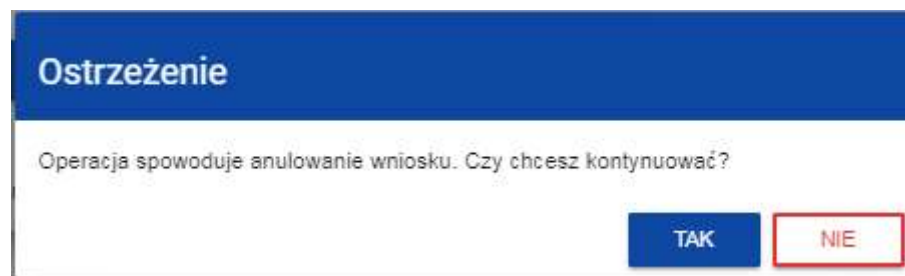 Ostrzeżenie
Operacja spowoduje anulowanie wniosku. Czy chcesz kontynuować?
TAK NIE